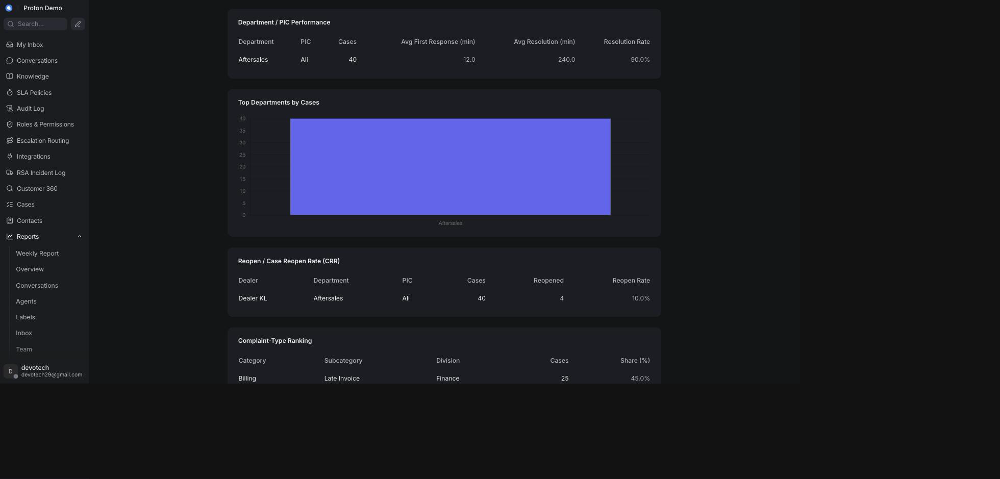 Proton Demo
Search...
My Inbox
Conversations
Knowledge
SLA Policies
Audit Log
Roles & Permissions
Escalation Routing
Integrations
RSA Incident Log
Customer 360
Cases
Contacts
Reports
Weekly Report
Overview
Conversations
Agents
Labels
Inbox
Team
D
devotech
devotech29@gmail.com
Department / PIC Performance
Department PIC Cases Avg First Response (min) Avg Resolution (min) Resolution Rate
Aftersales Ali 40 12.0 240.0 90.0%
Top Departments by Cases
40
35
30
25
20
15
10
5
0
Aftersales
Reopen / Case Reopen Rate (CRR)
Dealer Department PIC Cases Reopened Reopen Rate
Dealer KL Aftersales Ali 40 4 10.0%
Complaint-Type Ranking
Category Subcategory Division Cases Share (%)
Billing Late Invoice Finance 25 45.0%